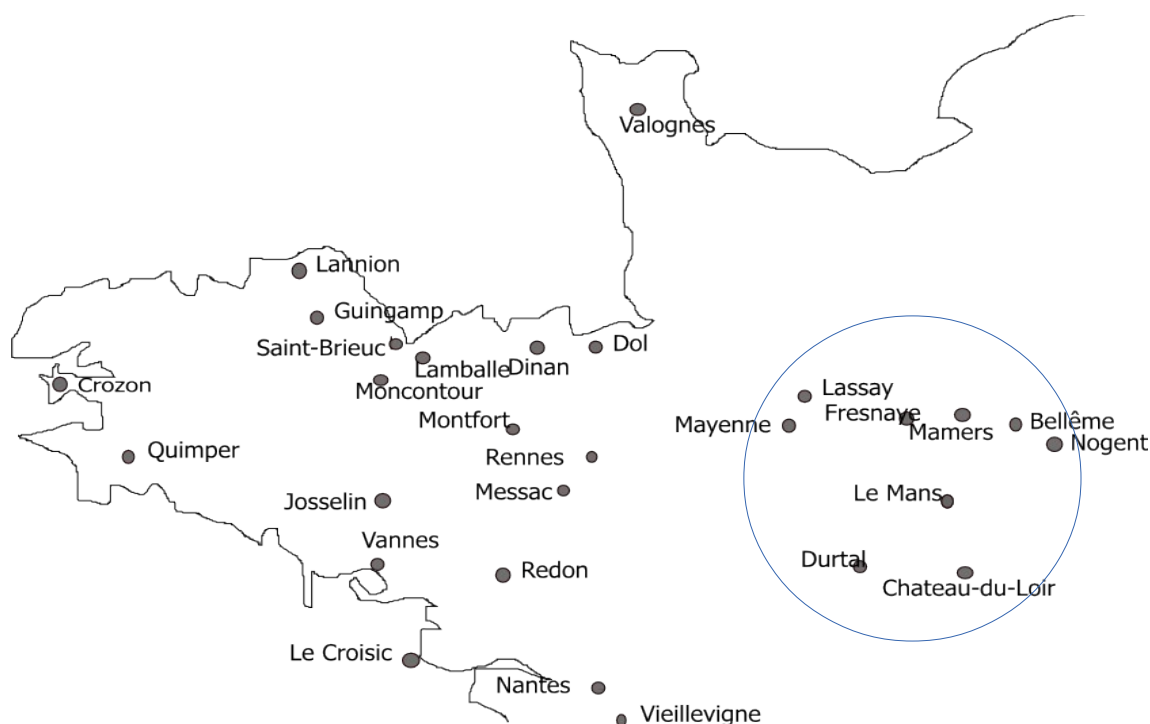 Valognes
Lannion
Guingamp
Saint-Brieuc
Dol
Lamballe
Dinan
Crozon
Moncontour
Lassay
Fresnaye
Mamers
Montfort
Mayenne
Bellême
Nogent
Quimper
Rennes
Messac
Le Mans
Josselin
Vannes
Durtal
Redon
Chateau-du-Loir
Le Croisic
Nantes
Vieillevigne